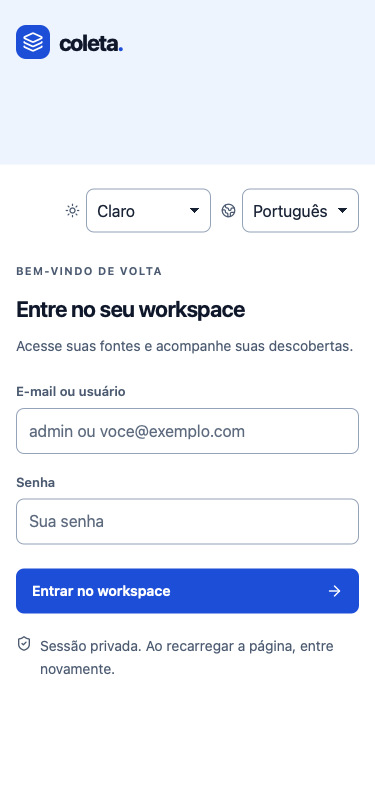 coleta.
Claro
Português
BEM-VINDO DE VOLTA
Entre no seu workspace
Acesse suas fontes e acompanhe suas descobertas.
E-mail ou usuário
admin ou voce@exemplo.com
Senha
Sua senha
Entrar no workspace
Sessão privada. Ao recarregar a página, entre
novamente.